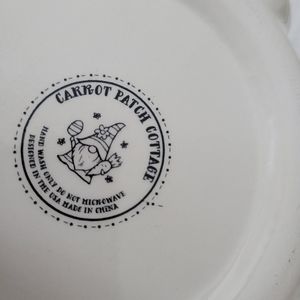 CARROT PATCH COTTAGE
HAND WASH ONLY DO NOT MICROWAVE
DESIGNED IN THE USA MADE IN CHINA